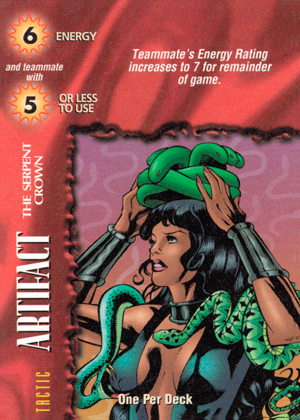 6 ENERGY
and teammate
with
5 OR LESS
TO USE
Teammate's Energy Rating
increases to 7 for remainder
of game.
TACTIC
ARTIFACT
THE SERPENT
CROWN
One Per Deck